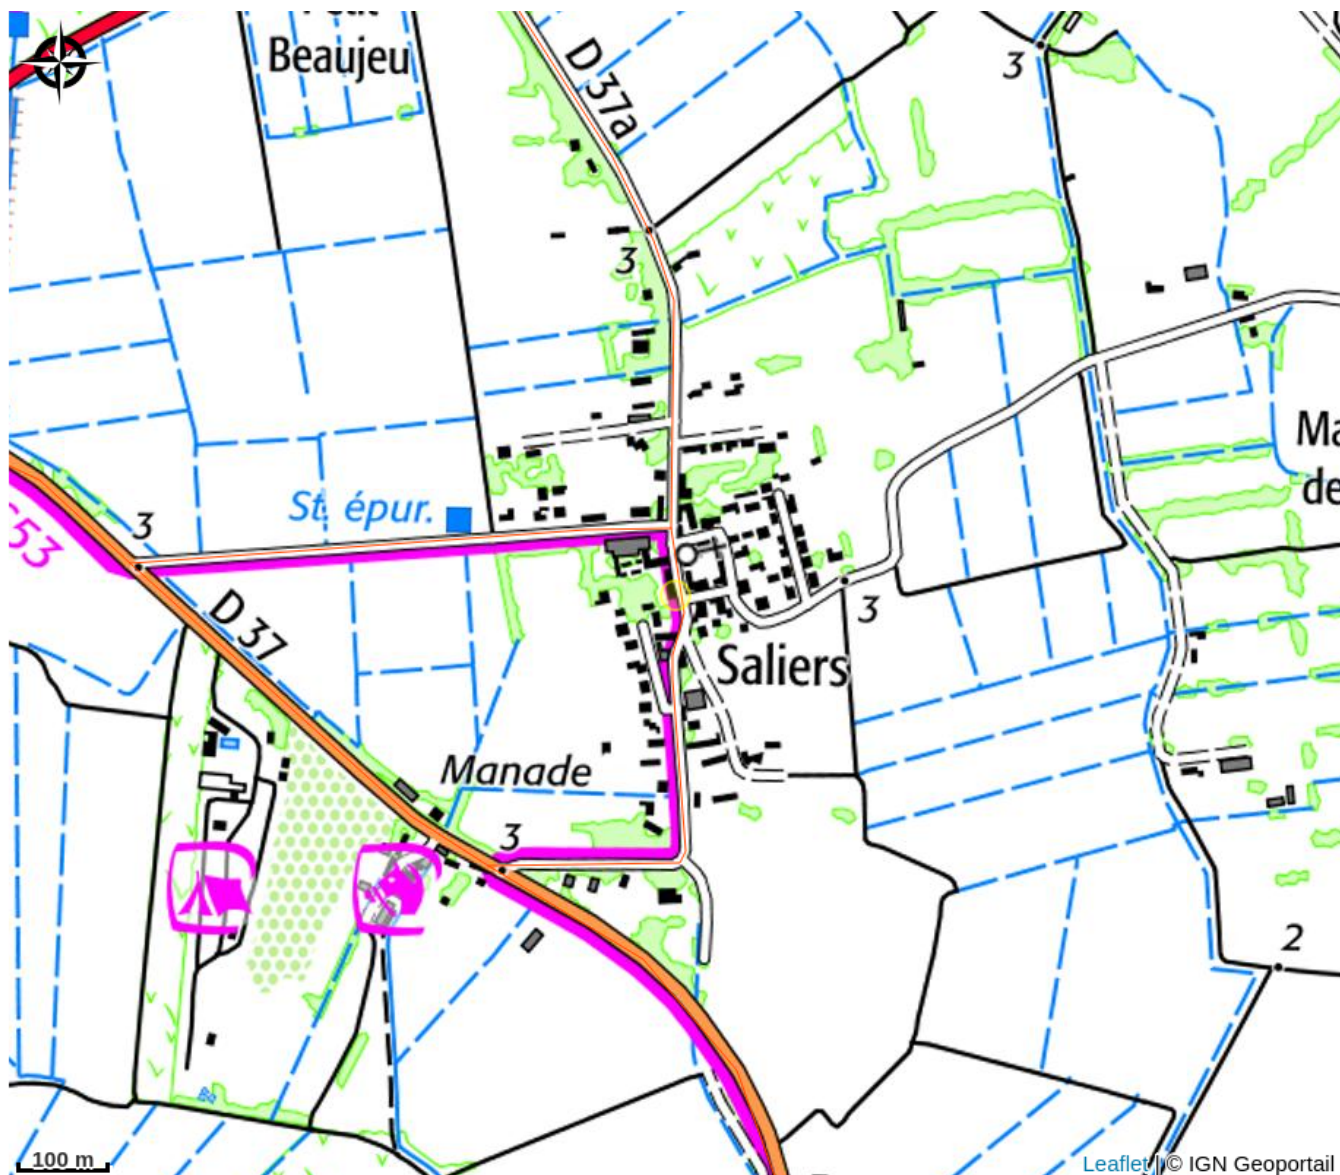 Beaujeu
D 37a
3
3
3
St. épur.
Ma
de
53
D 37
3
Saliers
Manade
3
2
100 m
Leaflet | © IGN Geoportail